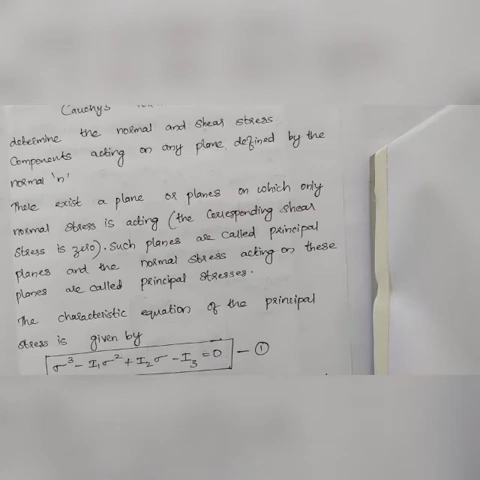 Cauchy's
determine the normal and shear stress
Components acting on any plane defined by the
normal 'n'
There exist a plane or planes on which only
normal stress is acting (the corresponding shear
stress is zero). Such planes are called principal
planes and the normal stress acting on these
planes are called principal stresses.
The characteristic equation of the principal
stress is given by
σ³ - I₁σ² + I₂σ - I₃ = 0 — ①